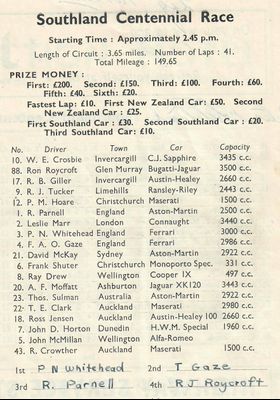 Southland Centennial Race
Starting Time : Approximately 2.45 p.m.
Length of Circuit : 3.65 miles. Number of Laps : 41.
Total Mileage : 149.65
PRIZE MONEY :
First: £200. Second: £150. Third: £100. Fourth: £60.
Fifth: £40. Sixth: £20.
Fastest Lap: £10. First New Zealand Car: £50. Second
New Zealand Car : £25.
First Southland Car : £30. Second Southland Car : £20.
Third Southland Car: £10.
No. Driver Town Car Capacity
10. W. E. Crosbie Invercargill C.J. Sapphire 3435 c.c.
88. Ron Roycroft Glen Murray Bugatti-Jaguar 3500 c.c.
17. R. B. Giller Invercargill Austin-Healey 2660 c.c.
9. R. J. Tucker Limehills Ransley-Riley 2443 c.c.
12. P. M. Hoare Christchurch Maserati 1500 c.c.
1. R. Parnell England Aston-Martin 2500 c.c.
2. Leslie Marr London Connaught 3440 c.c.
3. P. N. Whitehead England Ferrari 3000 c.c.
4. F. A. O. Gaze England Ferrari 2986 c.c.
21. David McKay Sydney Aston-Martin 2922 c.c.
6. Frank Shuter Christchurch Monoporto Spec. 331 c.c.
8. Ray Drew Wellington Cooper IX 497 c.c.
20. A. F. Moffatt Ashburton Jaguar XK120 3443 c.c.
23. Thos. Sulman Australia Aston-Martin 2922 c.c.
22. T. E. Clark Auckland Maserati 2980 c.c.
18. Ross Jensen Auckland Austin-Healey 100 2660 c.c.
7. John D. Horton Dunedin H.W.M. Special 1960 c.c.
5. John McMillan Wellington Alfa-Romeo
43. R. Crowther Auckland Maserati 1500 c.c.
1st P N Whitehead 2nd T Gaze
3rd R. Parnell 4th R J Roycroft